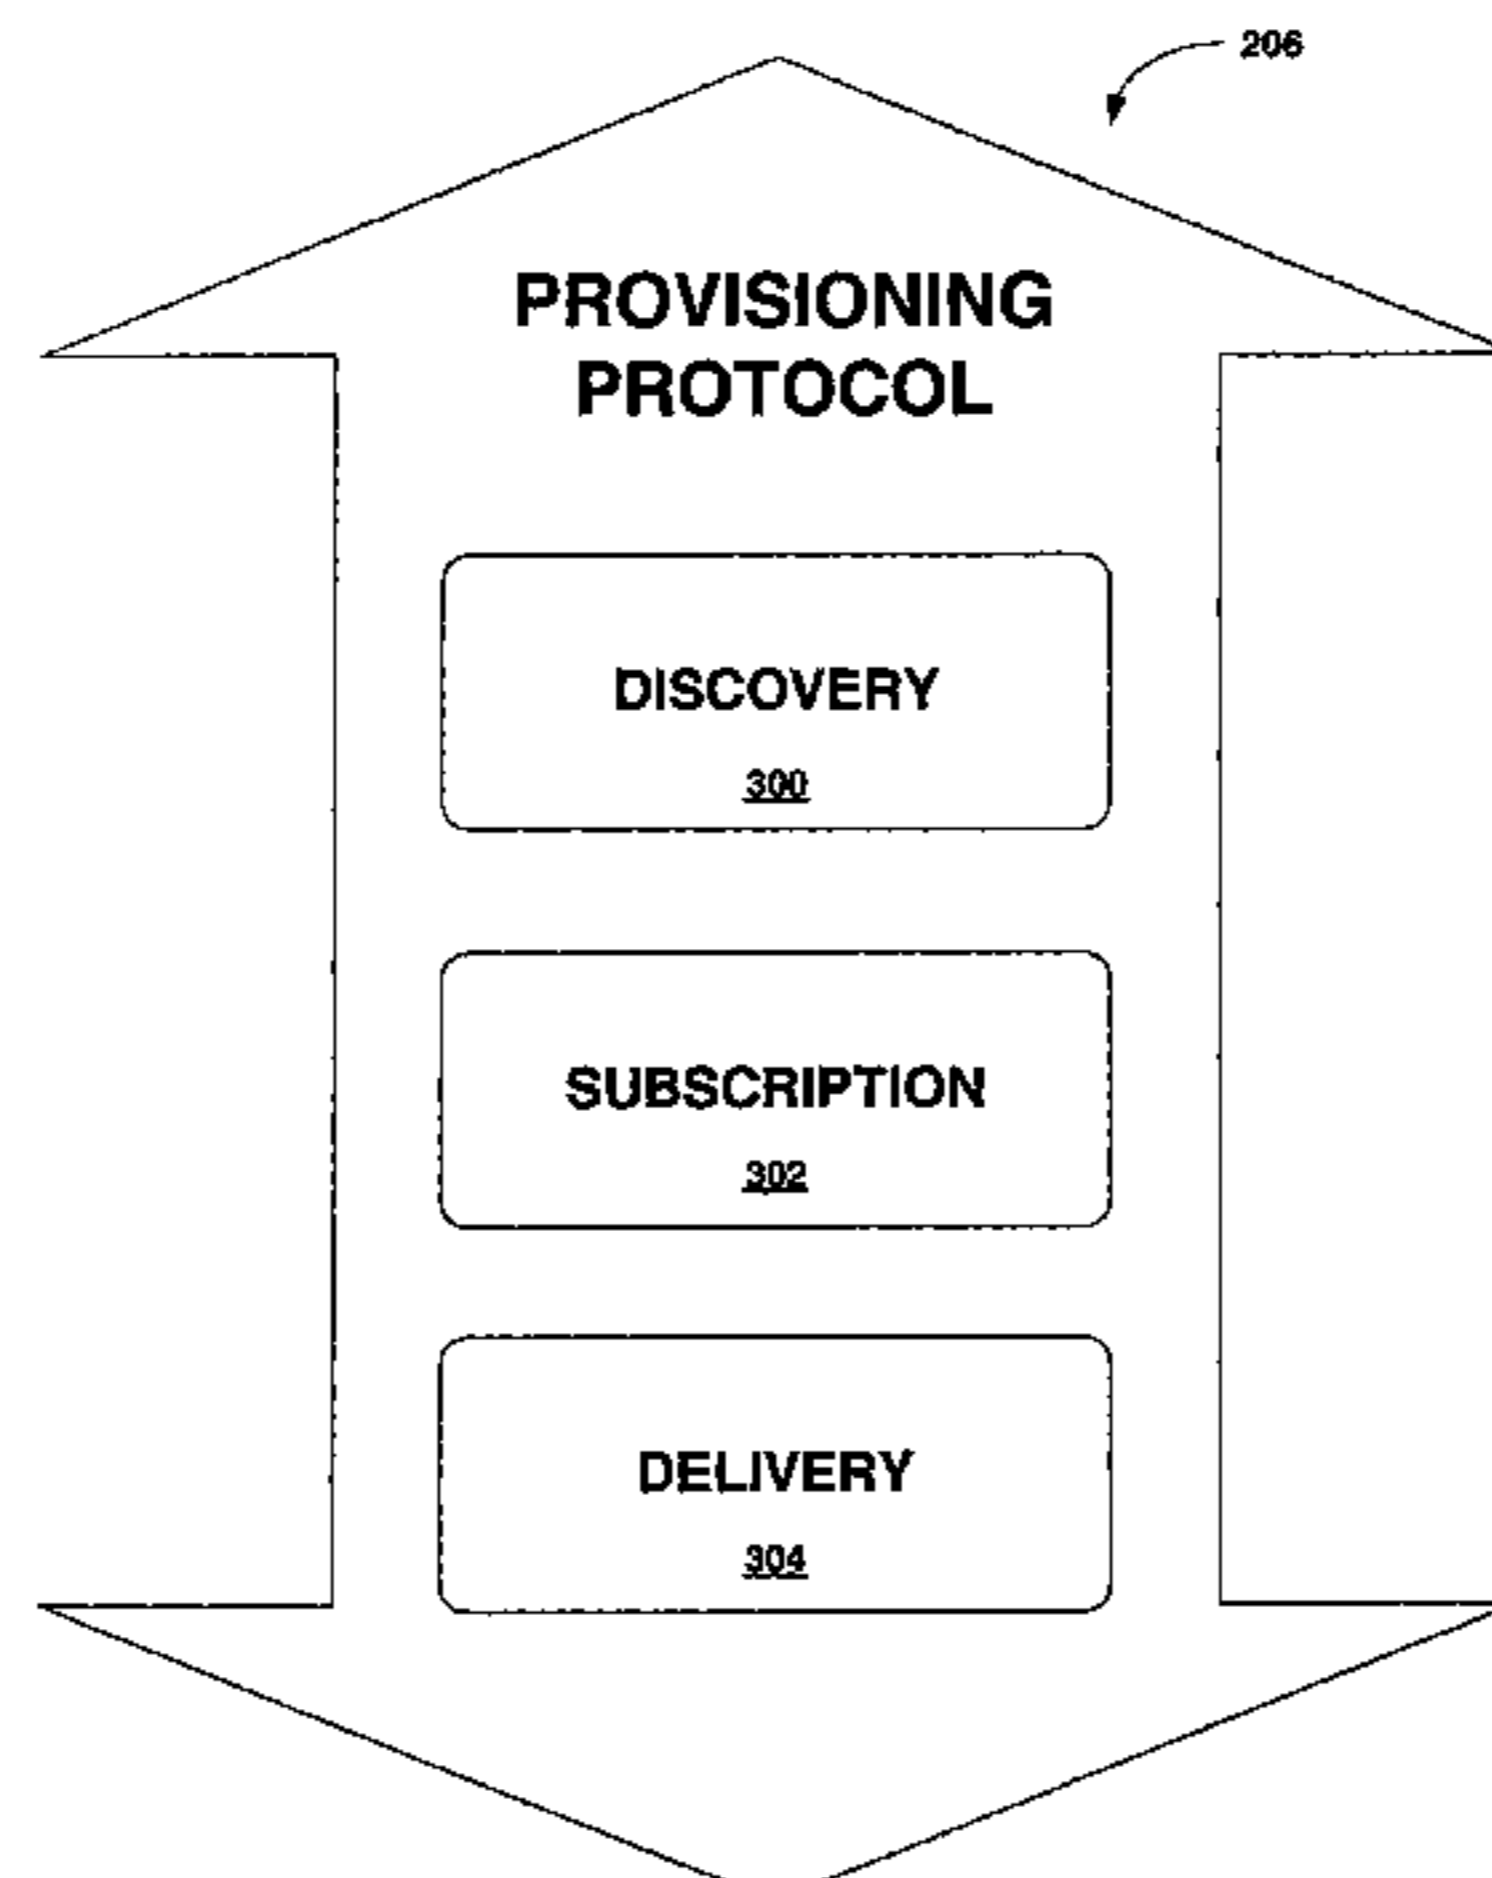 206
PROVISIONING
PROTOCOL
DISCOVERY
300
SUBSCRIPTION
302
DELIVERY
304